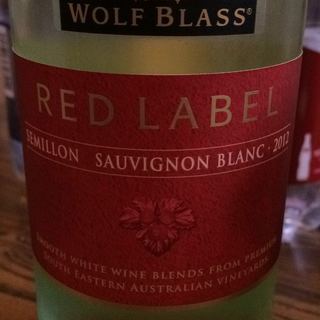 WOLF BLASS®
RED LABEL
SEMILLON SAUVIGNON BLANC · 2012
SMOOTH WHITE WINE BLENDS FROM PREMIUM
SOUTH EASTERN AUSTRALIAN VINEYARDS